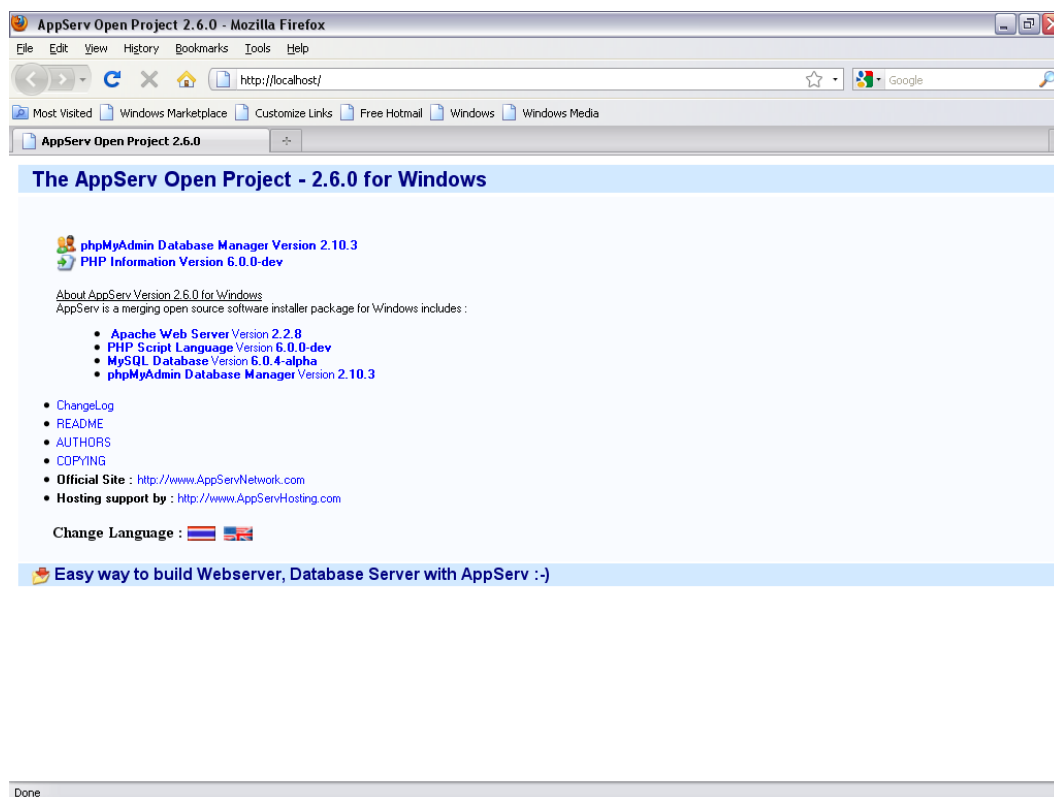 AppServ Open Project 2.6.0 - Mozilla Firefox
File Edit View History Bookmarks Tools Help
http://localhost/ Google
Most Visited Windows Marketplace Customize Links Free Hotmail Windows Windows Media
AppServ Open Project 2.6.0
The AppServ Open Project - 2.6.0 for Windows
phpMyAdmin Database Manager Version 2.10.3
PHP Information Version 6.0.0-dev
About AppServ Version 2.6.0 for Windows
AppServ is a merging open source software installer package for Windows includes :
Apache Web Server Version 2.2.8
PHP Script Language Version 6.0.0-dev
MySQL Database Version 6.0.4-alpha
phpMyAdmin Database Manager Version 2.10.3
ChangeLog
README
AUTHORS
COPYING
Official Site : http://www.AppServNetwork.com
Hosting support by : http://www.AppServHosting.com
Change Language :
Easy way to build Webserver, Database Server with AppServ :-)
Done